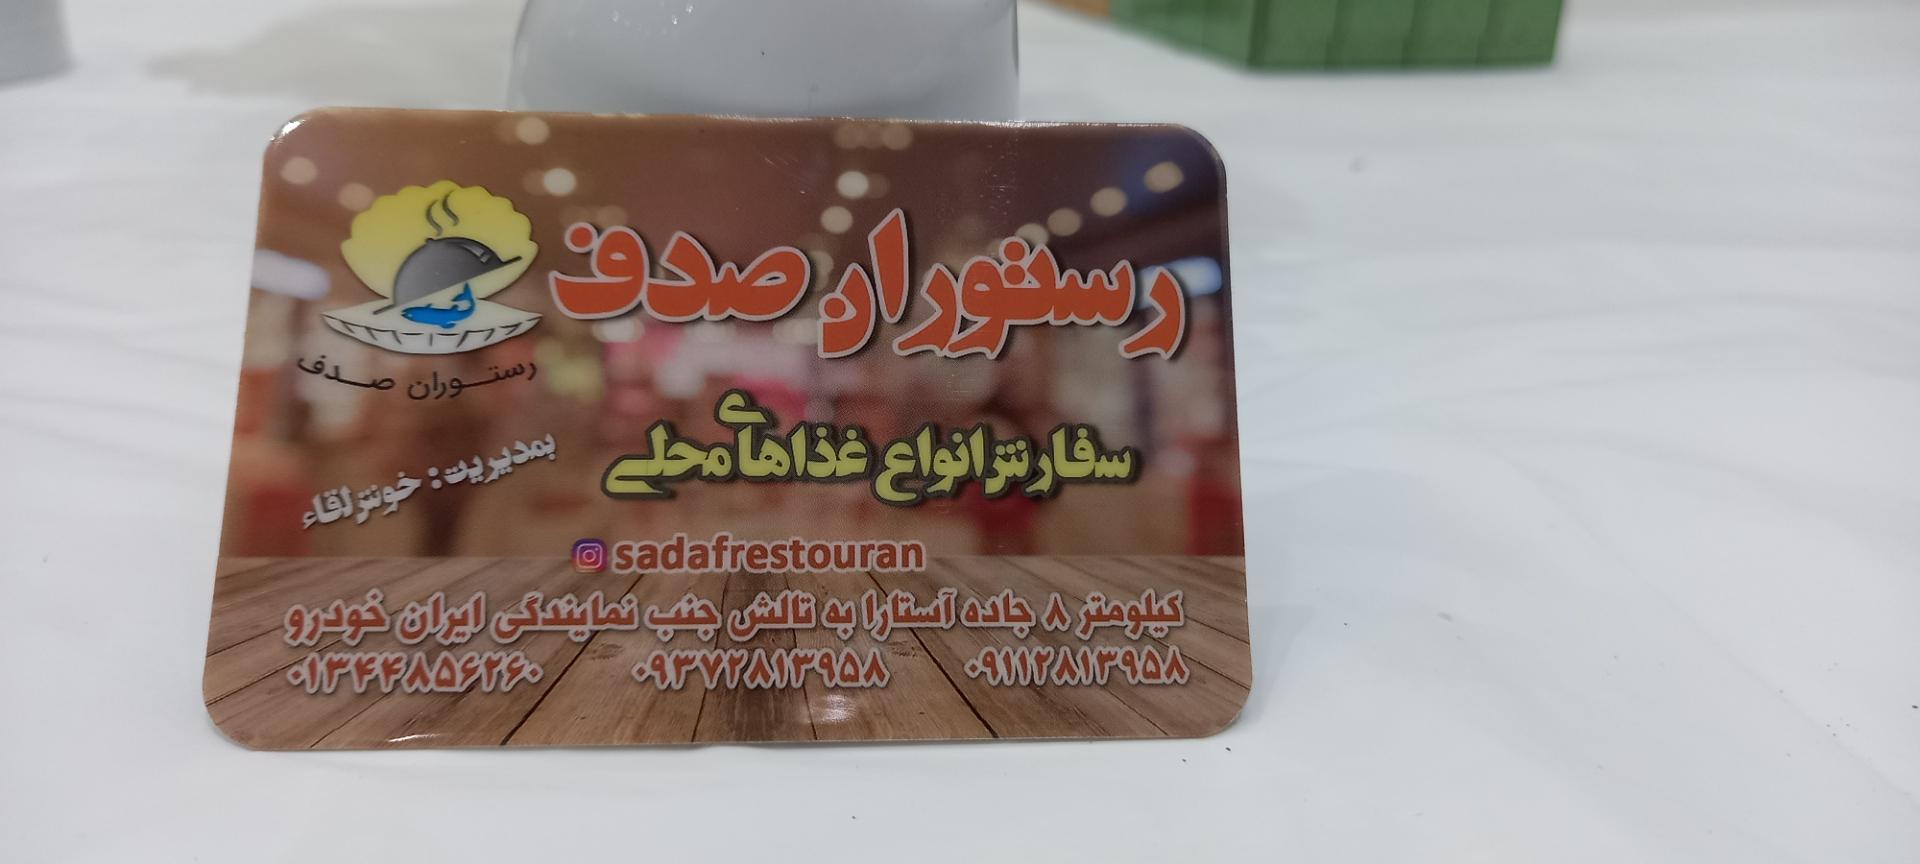 رستوران صدف
رستوران صدف
سفارش انواع غذاهای محلی
بمدیریت: خوش لقاء
sadafrestouran
کیلومتر ۸ جاده آستارا به تالش جنب نمایندگی ایران خودرو
۰۹۱۱۲۸۱۳۹۵۸ ۰۹۳۷۲۸۱۳۹۵۸ ۰۱۳۴۴۸۵۶۲۶۰